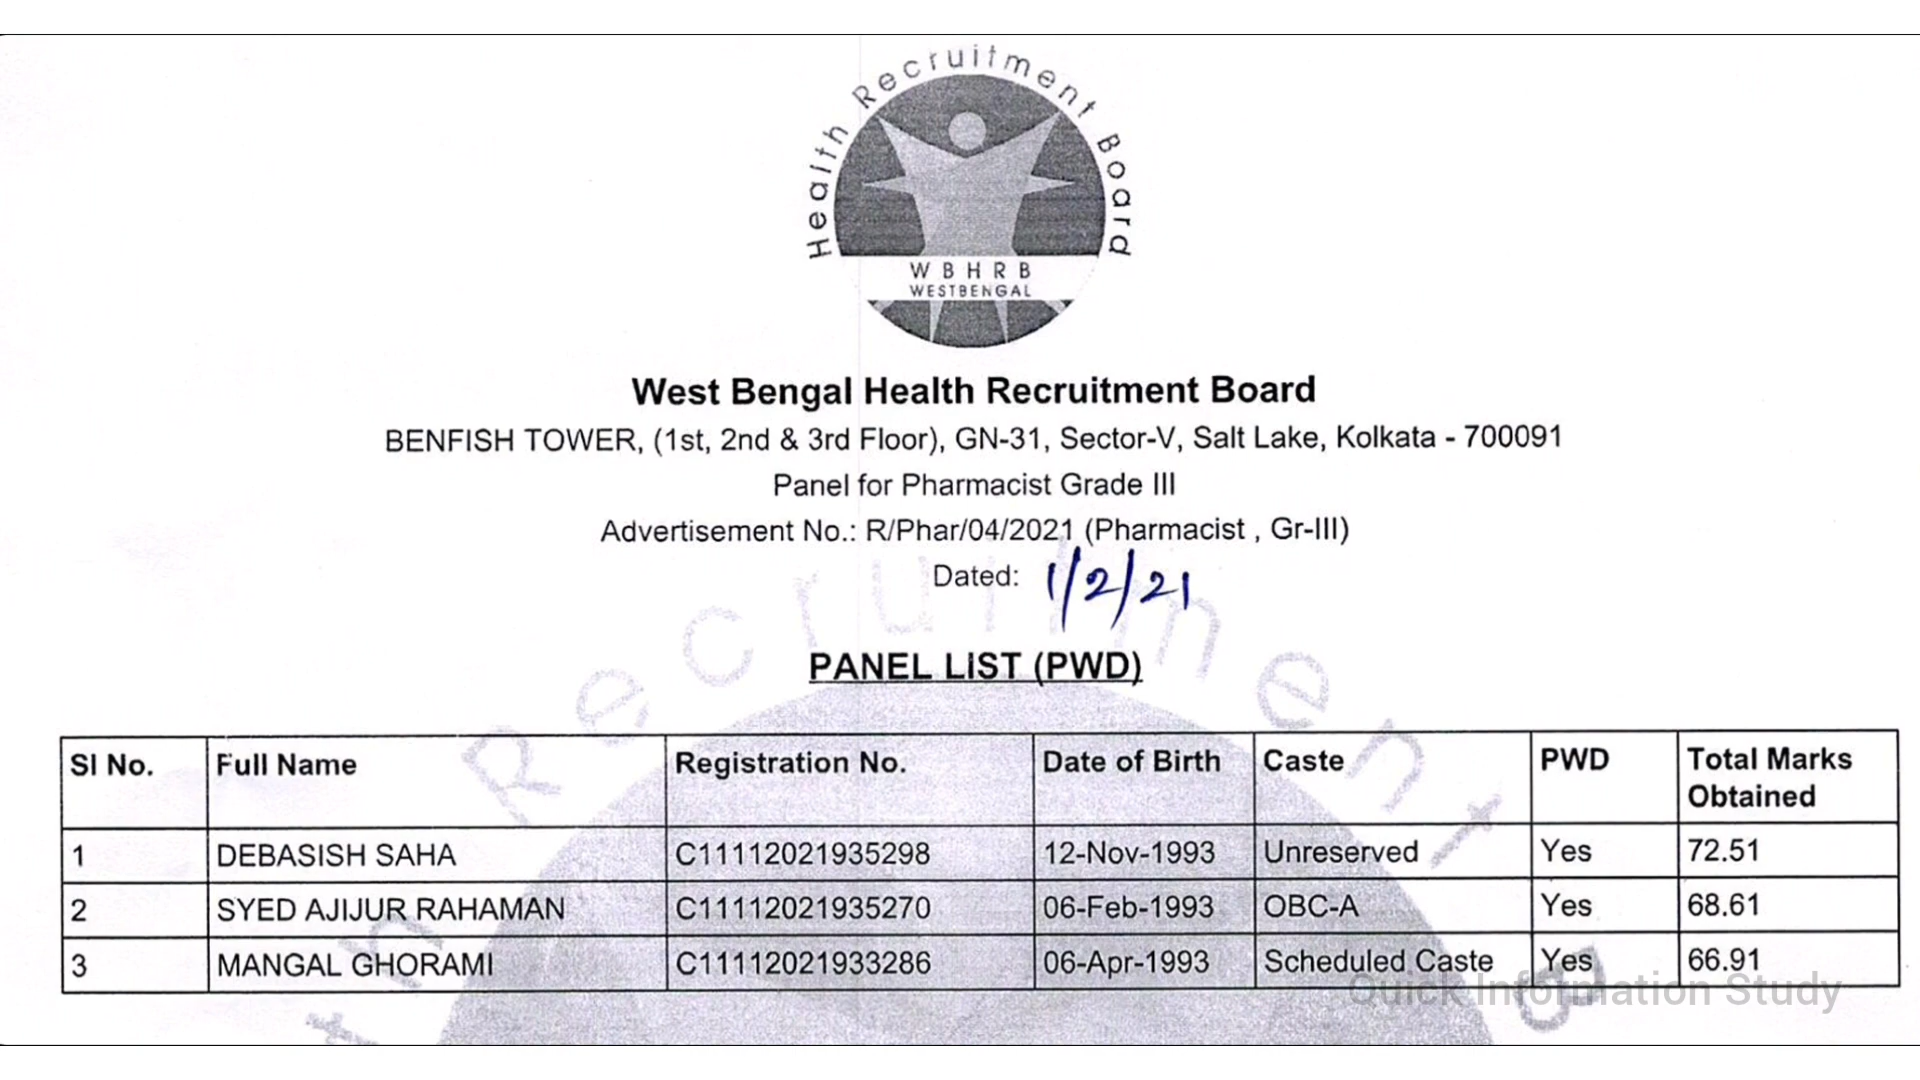 Health Recruitment Board
W B H R B
WESTBENGAL
West Bengal Health Recruitment Board
BENFISH TOWER, (1st, 2nd & 3rd Floor), GN-31, Sector-V, Salt Lake, Kolkata - 700091
Panel for Pharmacist Grade III
Advertisement No.: R/Phar/04/2021 (Pharmacist , Gr-III)
Dated: 1/2/21
PANEL LIST (PWD)
Sl No. Full Name Registration No. Date of Birth Caste PWD Total Marks Obtained
1 DEBASISH SAHA C11112021935298 12-Nov-1993 Unreserved Yes 72.51
2 SYED AJIJUR RAHAMAN C11112021935270 06-Feb-1993 OBC-A Yes 68.61
3 MANGAL GHORAMI C11112021933286 06-Apr-1993 Scheduled Caste Yes 66.91
Quick Information Study